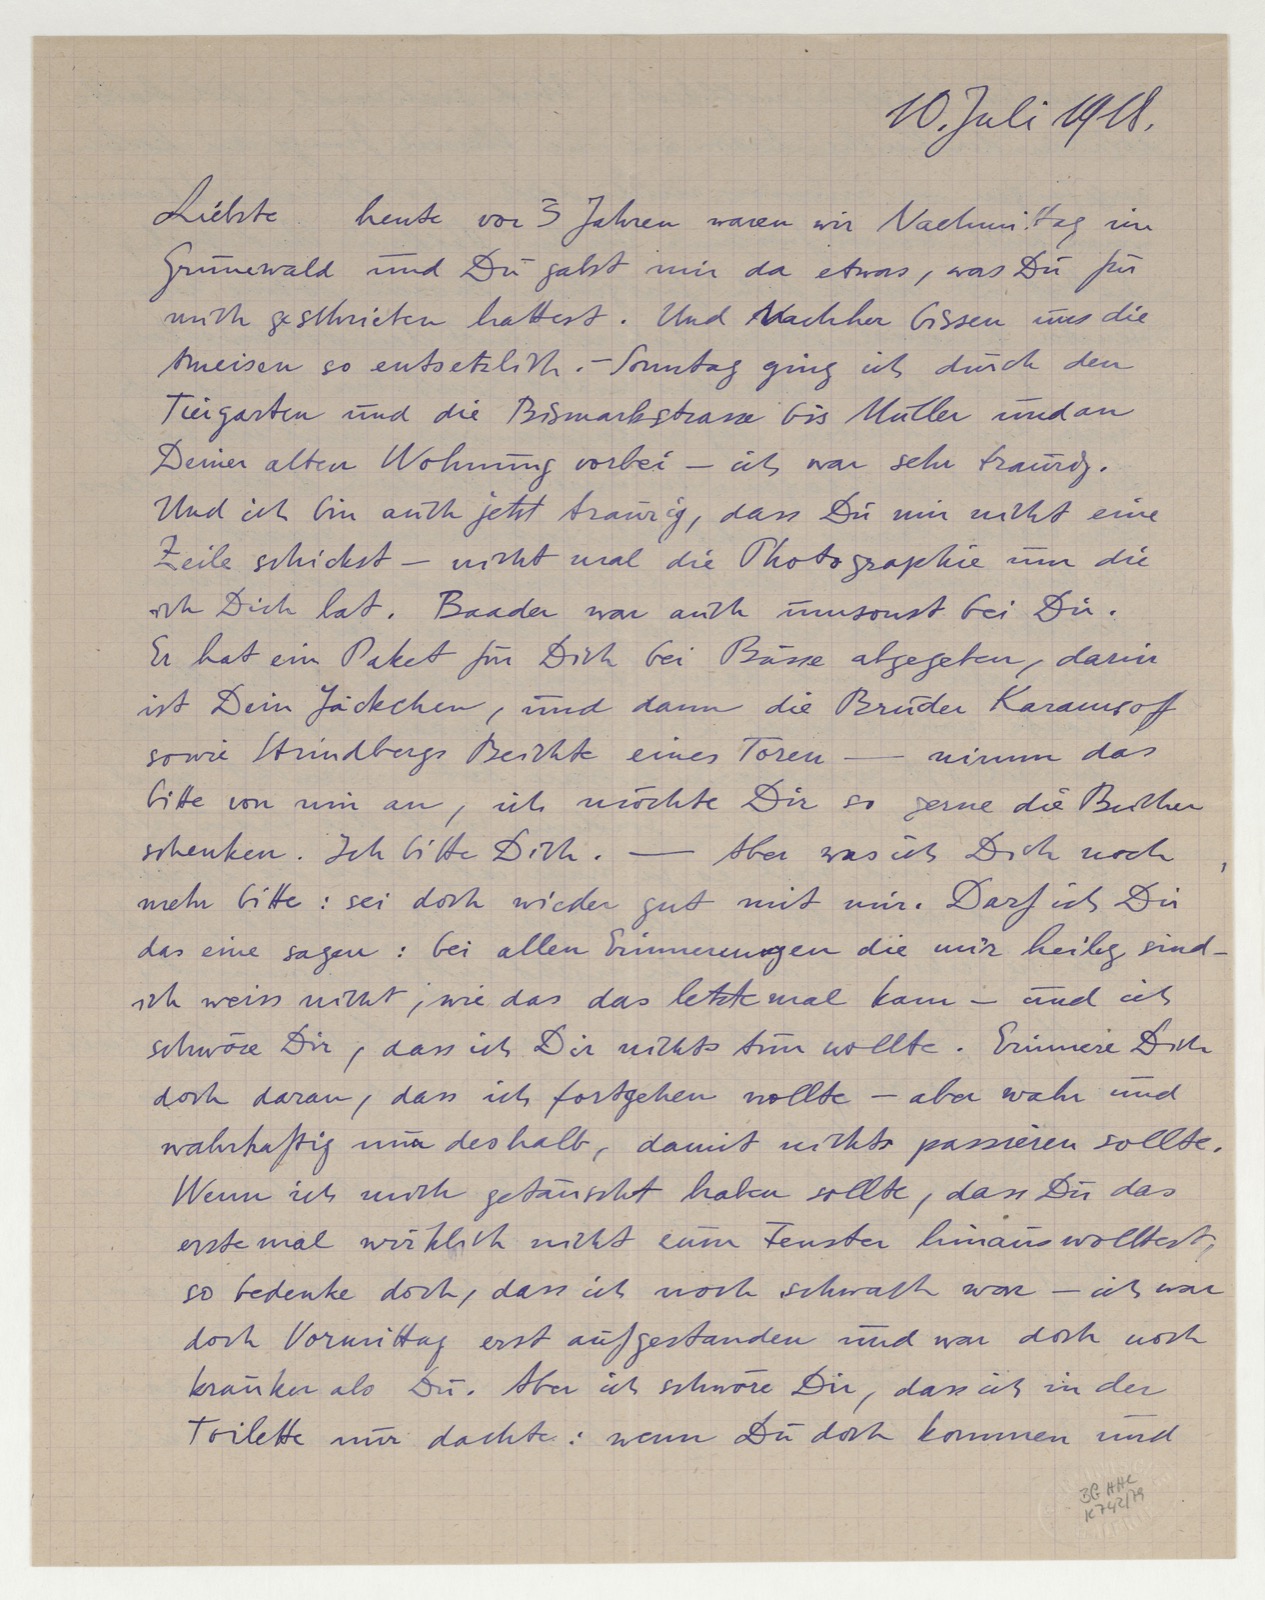 10. Juli 1918.
Liebste heute vor 3 Jahren waren wir Nachmittag im
Grunewald und Du gabst mir da etwas, was Du für
mich geschrieben hattest. Und Nachher bissen uns die
Ameisen so entsetzlich. – Sonntag ging ich durch den
Tiergarten und die Bismarkstrasse bis Mutter und an
Deiner alten Wohnung vorbei – ich war sehr traurig.
Und ich bin auch jetzt traurig, dass Du mir nicht eine
Zeile schickst – nicht mal die Photographie um die
ich Dich bat. Baader war auch umsonst bei Dir.
Er hat ein Paket für Dich bei Büsse abgegeben, darin
ist Dein Jäckchen, und dann die Brüder Karamsoff
sowie Strindbergs Beichte eines Toren — nimm das
bitte von mir an, ich möchte Dir so gerne die Bücher
schenken. Ich bitte Dich. — Aber was ich Dich noch
mehr bitte: sei doch wieder gut mit mir. Darf ich Dir
das eine sagen: bei allen Erinnerungen die mir heilig sind –
ich weiss nicht, wie das das letztemal kam – und ich
schwöre Dir, dass ich Dir nichts tun wollte. Erinnere Dich
doch daran, dass ich fortgehen wollte – aber wahr und
wahrhaftig nur deshalb, damit nichts passieren sollte.
Wenn ich mich getäuscht haben sollte, dass Du das
erstemal wirklich nicht zum Fenster hinauswolltest,
so bedenke doch, dass ich noch schwach war – ich war
doch Vormittag erst aufgestanden und war doch noch
kränker als Du. Aber ich schwöre Dir, dass ich in der
Toilette nur dachte: wenn Du doch kommen und
BG HHC
K 742/79